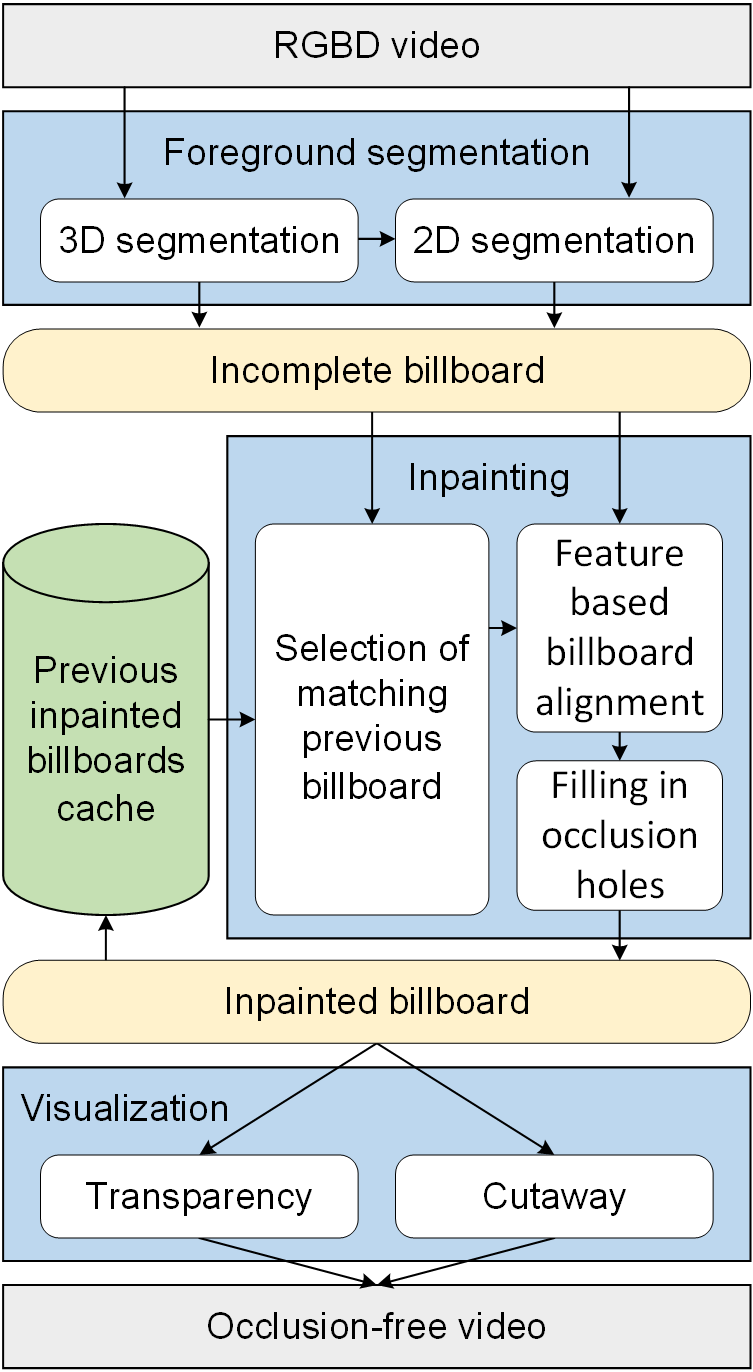 RGBD video
Foreground segmentation
3D segmentation
2D segmentation
Incomplete billboard
Inpainting
Previous
inpainted
billboards
cache
Selection of
matching
previous
billboard
Feature
based
billboard
alignment
Filling in
occlusion
holes
Inpainted billboard
Visualization
Transparency
Cutaway
Occlusion-free video